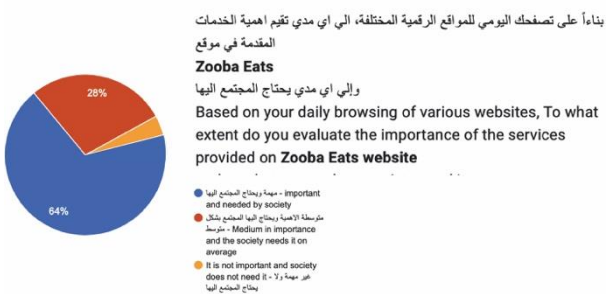 بناءاً على تصفحك اليومي للمواقع الرقمية المختلفة، الي اي مدي تقيم اهمية الخدمات
المقدمة في موقع
Zooba Eats
وإلي اي مدي يحتاج المجتمع اليها
Based on your daily browsing of various websites, To what
extent do you evaluate the importance of the services
provided on Zooba Eats website
28%
64%
مهمة ويحتاج المجتمع اليها - important
and needed by society
متوسطة الاهمية ويحتاج اليها المجتمع بشكل
متوسط - Medium in importance
and the society needs it on
average
It is not important and society
does not need it - غير مهمة ولا
يحتاج المجتمع اليها